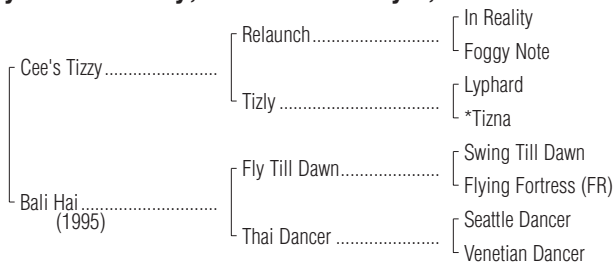 In Reality
Relaunch
Foggy Note
Cee's Tizzy
Lyphard
Tizly
*Tizna
Swing Till Dawn
Fly Till Dawn
Flying Fortress (FR)
Bali Hai
(1995)
Seattle Dancer
Thai Dancer
Venetian Dancer